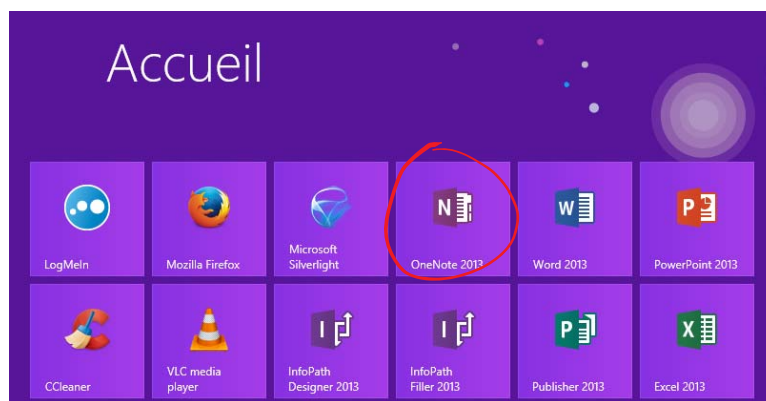 Accueil
LogMeIn
Mozilla Firefox
Microsoft
Silverlight
OneNote 2013
Word 2013
PowerPoint 2013
CCleaner
VLC media
player
InfoPath
Designer 2013
InfoPath
Filler 2013
Publisher 2013
Excel 2013